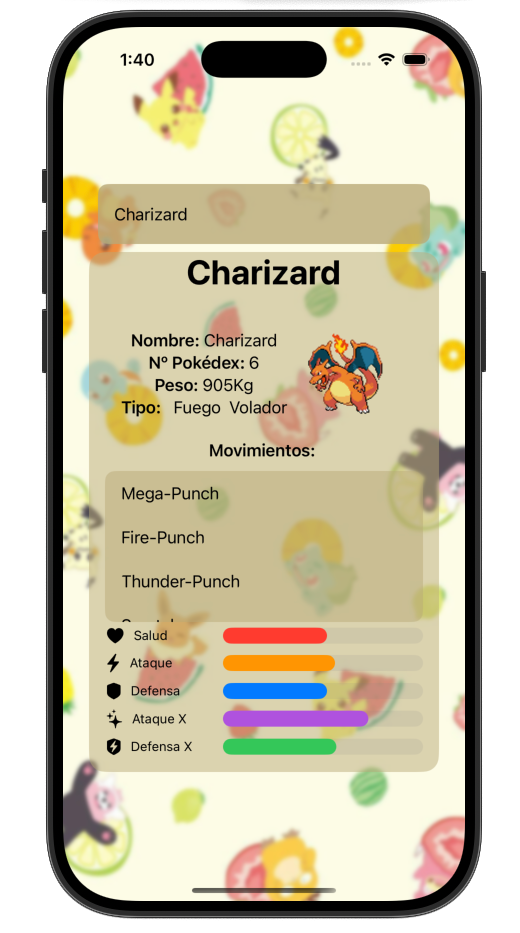 1:40
Charizard
Charizard
Nombre: Charizard
Nº Pokédex: 6
Peso: 905Kg
Tipo: Fuego Volador
Movimientos:
Mega-Punch
Fire-Punch
Thunder-Punch
Salud
Ataque
Defensa
Ataque X
Defensa X